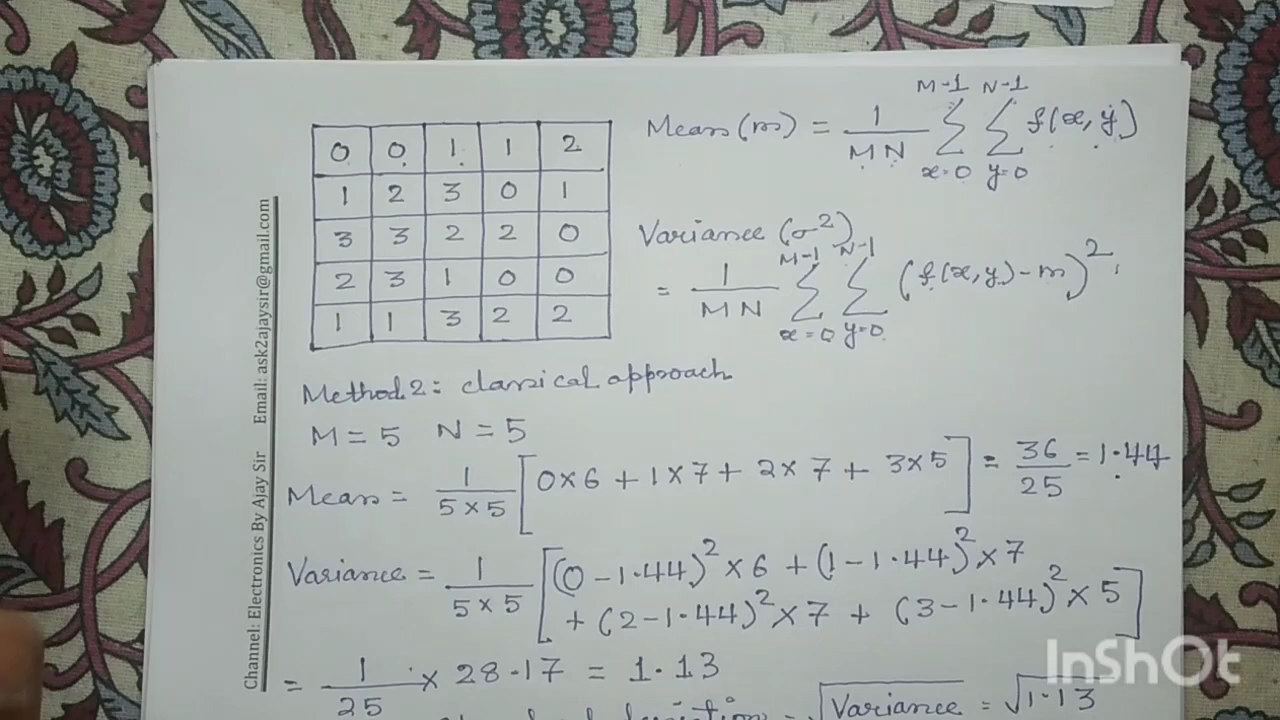 0 0 1 1 2
1 2 3 0 1
3 3 2 2 0
2 3 1 0 0
1 1 3 2 2
Mean (m) = 1/MN M-1∑x=0 N-1∑y=0 f(x, y)
Variance (σ²)
= 1/MN M-1∑x=0 N-1∑y=0 (f(x,y) - m)²
Method 2: classical approach
M = 5 N = 5
Mean = 1/5×5 [0×6 + 1×7 + 2×7 + 3×5] = 36/25 = 1.44
Variance = 1/5×5 [(0 - 1.44)² × 6 + (1 - 1.44)² × 7
+ (2 - 1.44)² × 7 + (3 - 1.44)² × 5]
= 1/25 × 28.17 = 1.13
= √Variance = √1.13
Channel: Electronics By Ajay Sir Email: ask2ajaysir@gmail.com
InShOt